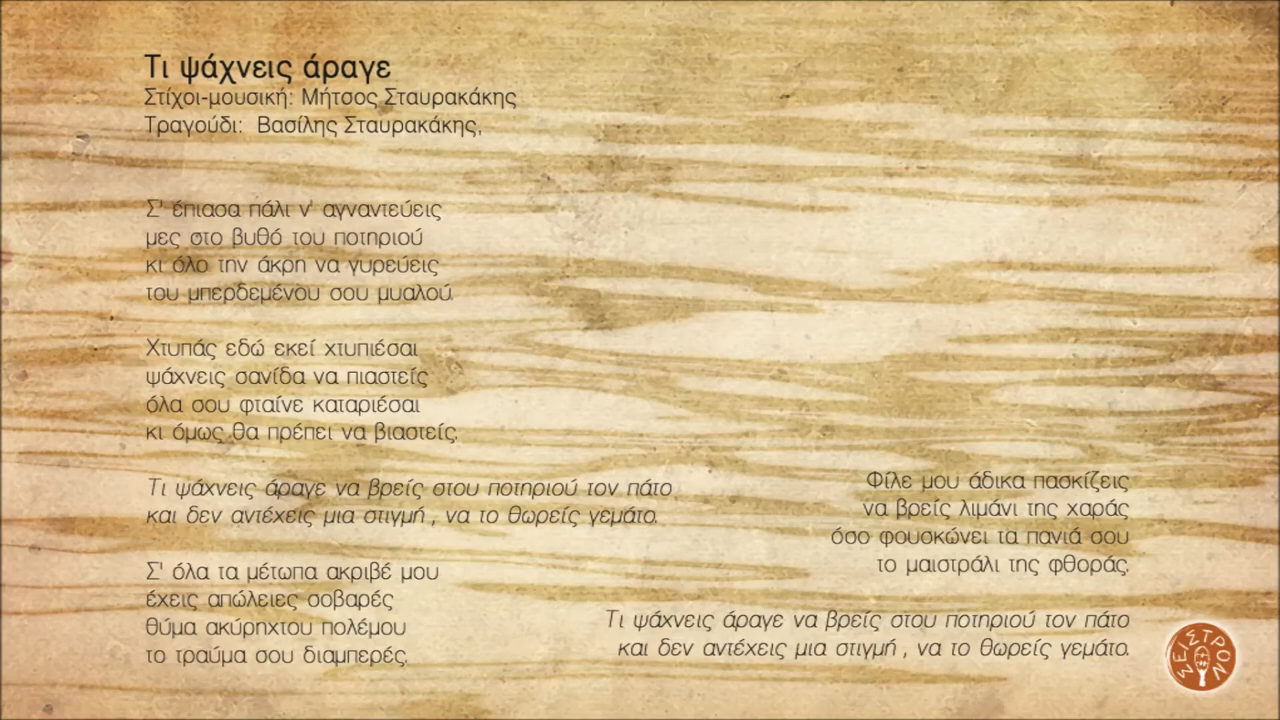 Τι ψάχνεις άραγε
Στίχοι-μουσική: Μήτσος Σταυρακάκης
Τραγούδι: Βασίλης Σταυρακάκης,
Σ' έπιασα πάλι ν' αγναντεύεις
μες στο βυθό του ποτηριού
κι όλο την άκρη να γυρεύεις
του μπερδεμένου σου μυαλού.
Χτυπάς εδώ εκεί χτυπιέσαι
ψάχνεις σανίδα να πιαστείς
όλα σου φταίνε καταριέσαι
κι όμως θα πρέπει να βιαστείς.
Τι ψάχνεις άραγε να βρείς στου ποτηριού τον πάτο
και δεν αντέχεις μια στιγμή , να το θωρείς γεμάτο.
Σ' όλα τα μέτωπα ακριβέ μου
έχεις απώλειες σοβαρές
θύμα ακύρηχτου πολέμου
το τραύμα σου διαμπερές.
Φίλε μου άδικα πασκίζεις
να βρείς λιμάνι της χαράς
όσο φουσκώνει τα πανιά σου
το μαιστράλι της φθοράς.
Τι ψάχνεις άραγε να βρείς στου ποτηριού τον πάτο
και δεν αντέχεις μια στιγμή , να το θωρείς γεμάτο.
ΣΕΙΣΤΡΟΝ